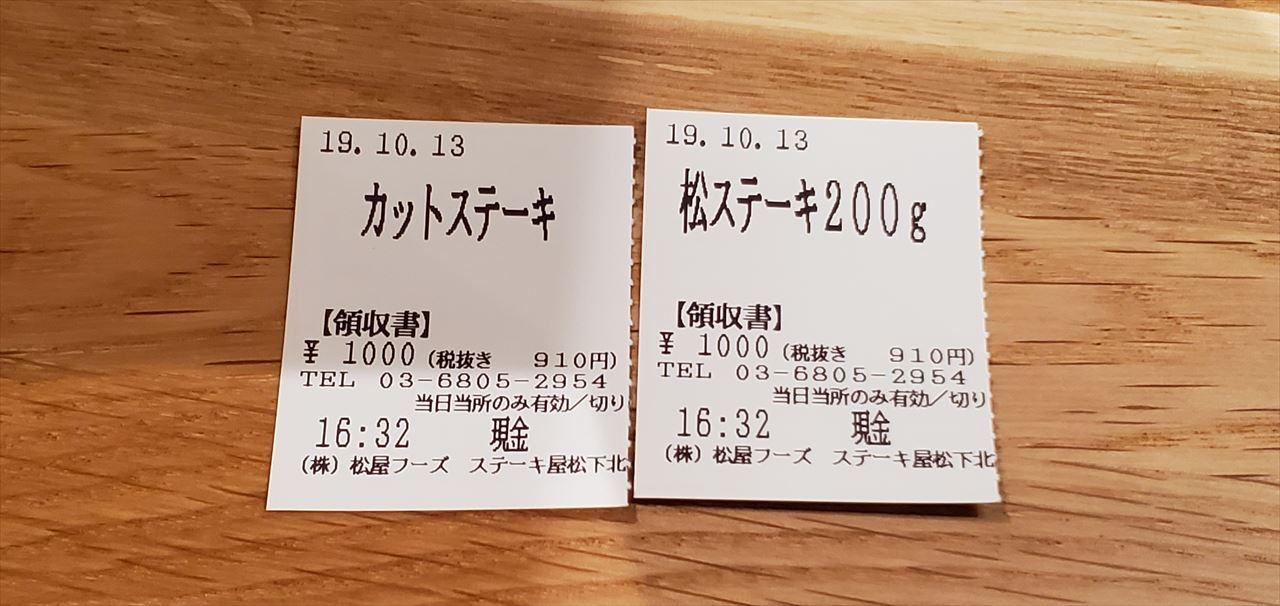 19.10.13
カットステーキ
【領収書】
¥ 1000(税抜き 910円)
TEL 03-6805-2954
当日当所のみ有効/切り
16:32 現金
(株)松屋フーズ ステーキ屋松下北
19.10.13
松ステーキ200g
【領収書】
¥ 1000(税抜き 910円)
TEL 03-6805-2954
当日当所のみ有効/切り
16:32 現金
(株)松屋フーズ ステーキ屋松下北